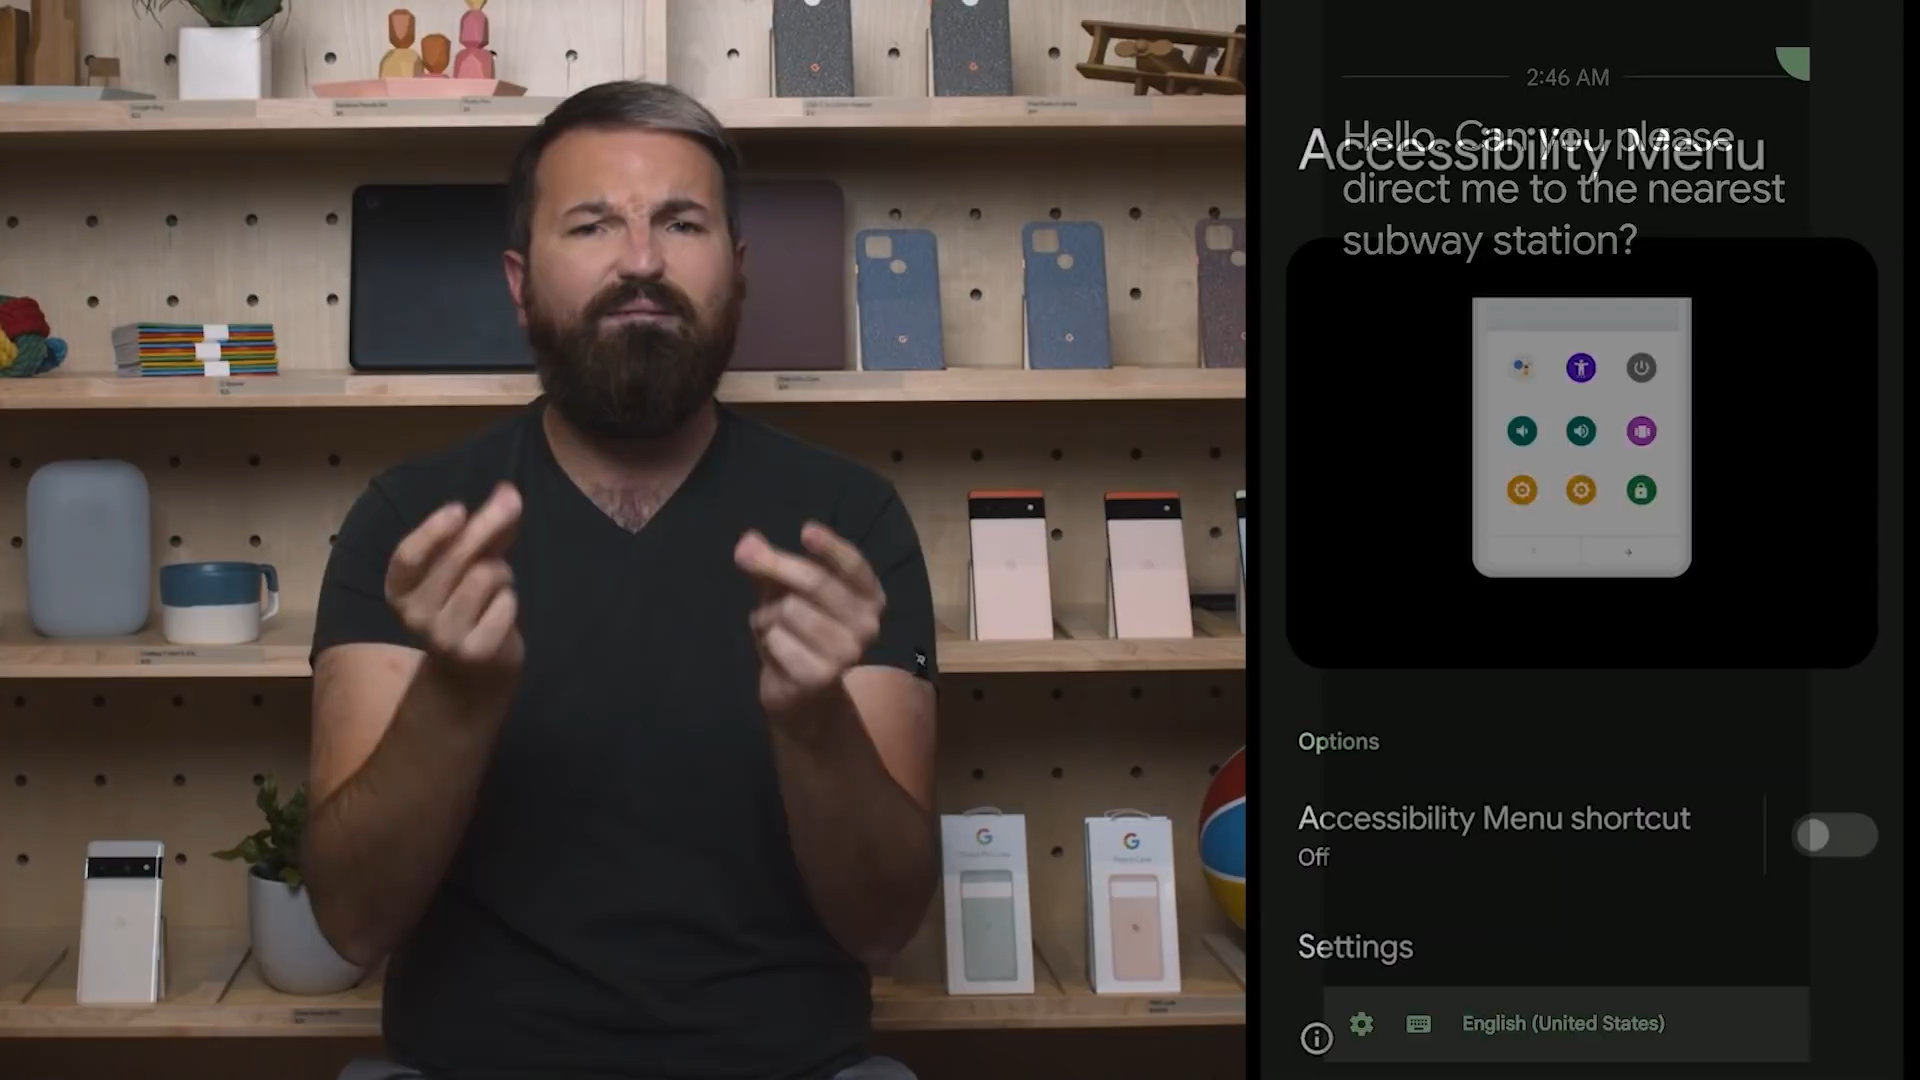 2:46 AM
Accessibility Menu
Hello. Can you please
direct me to the nearest
subway station?
Options
Accessibility Menu shortcut
Off
Settings
English (United States)
G
G